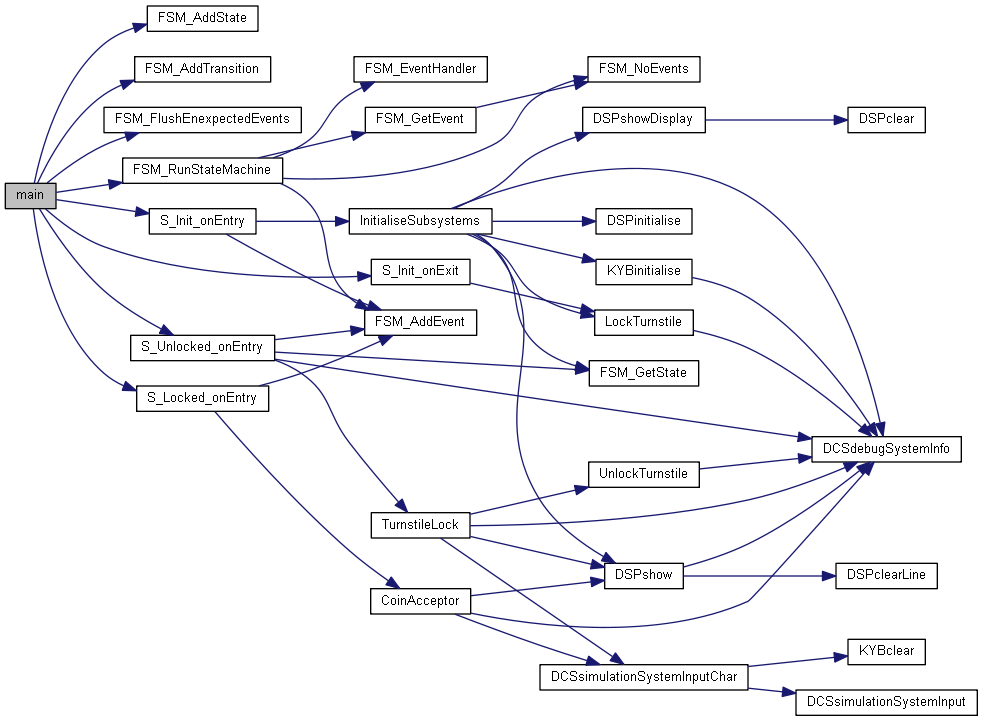 FSM_AddState
FSM_AddTransition
FSM_EventHandler
FSM_NoEvents
FSM_FlushEnexpectedEvents
FSM_GetEvent
DSPshowDisplay
DSPclear
FSM_RunStateMachine
main
S_Init_onEntry
InitialiseSubsystems
DSPinitialise
S_Init_onExit
KYBinitialise
FSM_AddEvent
LockTurnstile
S_Unlocked_onEntry
FSM_GetState
S_Locked_onEntry
DCSdebugSystemInfo
UnlockTurnstile
TurnstileLock
DSPshow
DSPclearLine
CoinAcceptor
KYBclear
DCSsimulationSystemInputChar
DCSsimulationSystemInput